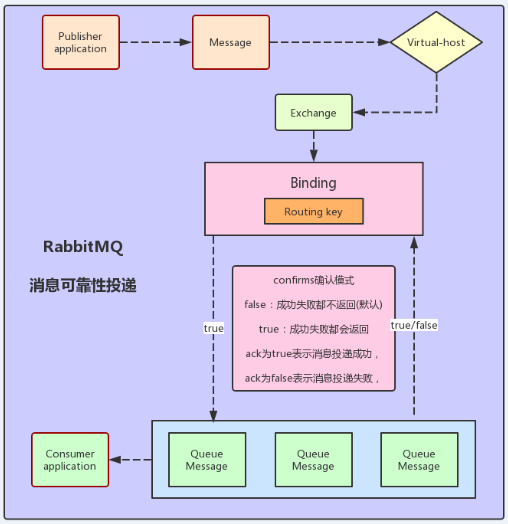 Publisher
application
Message
Virtual-host
Exchange
Binding
Routing key
RabbitMQ
消息可靠性投递
confirms确认模式
false：成功失败都不返回(默认)
true：成功失败都会返回
ack为true表示消息投递成功，
ack为false表示消息投递失败，
true
true/false
Consumer
application
Queue
Message
Queue
Message
Queue
Message